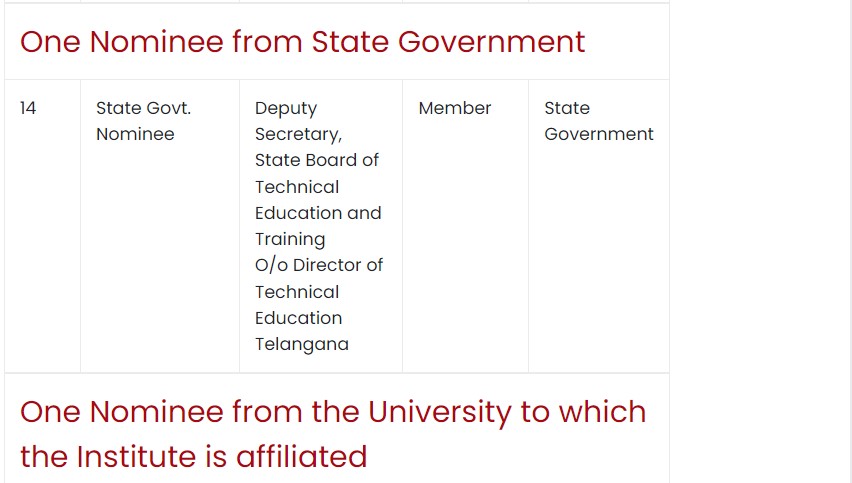 One Nominee from State Government
14
State Govt.
Nominee
Deputy
Secretary,
State Board of
Technical
Education and
Training
O/o Director of
Technical
Education
Telangana
Member
State
Government
One Nominee from the University to which
the Institute is affiliated